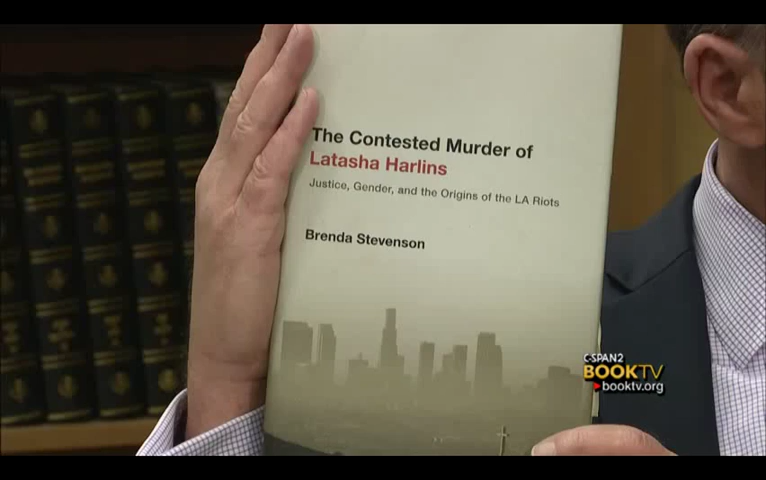 The Contested Murder of
Latasha Harlins
Justice, Gender, and the Origins of the LA Riots
Brenda Stevenson
C-SPAN2
BOOKTV
booktv.org